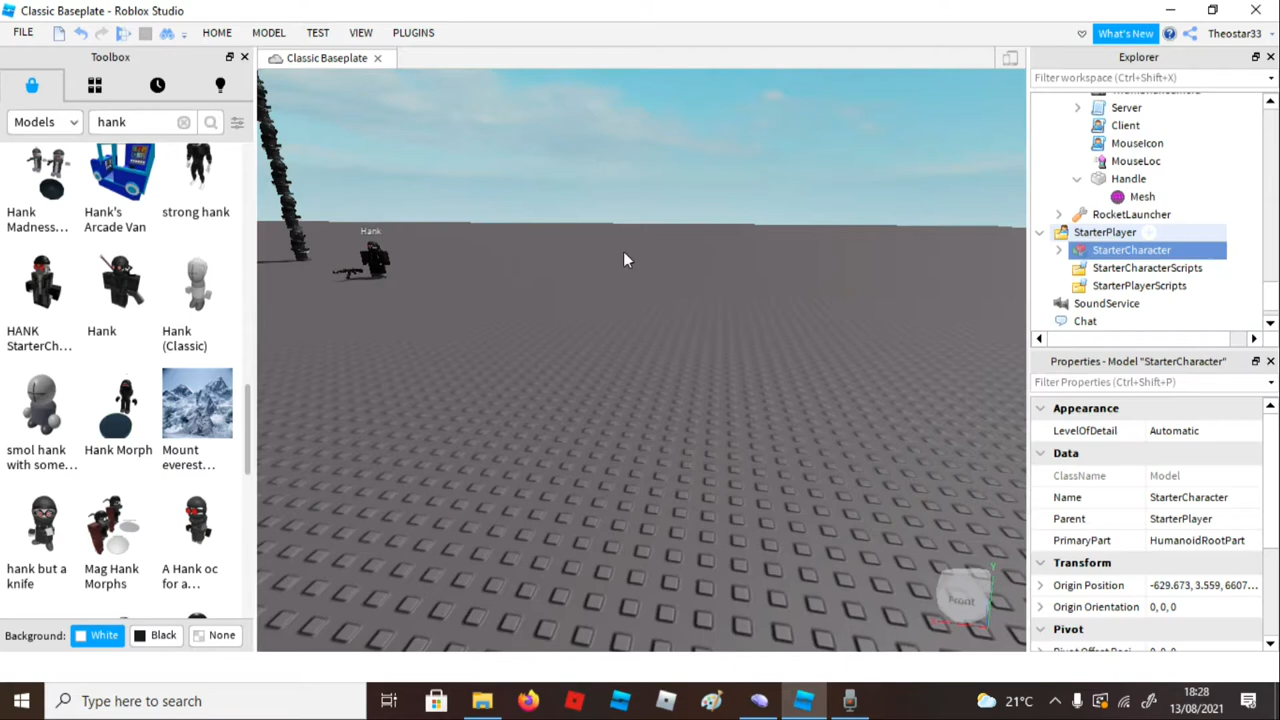 Classic Baseplate - Roblox Studio
FILE
HOME
MODEL
TEST
VIEW
PLUGINS
What's New
Theostar33
Toolbox
Classic Baseplate
Explorer
Filter workspace (Ctrl+Shift+X)
Models
hank
Server
Client
MouseIcon
MouseLoc
Handle
Mesh
RocketLauncher
StarterPlayer
StarterCharacter
StarterCharacterScripts
StarterPlayerScripts
SoundService
Chat
Hank
Hank
Madness...
Hank's
Arcade Van
strong hank
HANK
StarterCh...
Hank
Hank
(Classic)
smol hank
with some...
Hank Morph
Mount
everest...
hank but a
knife
Mag Hank
Morphs
A Hank oc
for a...
Properties - Model "StarterCharacter"
Filter Properties (Ctrl+Shift+P)
Appearance
LevelOfDetail Automatic
Data
ClassName Model
Name StarterCharacter
Parent StarterPlayer
PrimaryPart HumanoidRootPart
Transform
Origin Position -629.673, 3.559, 6607...
Origin Orientation 0, 0, 0
Pivot
Y
Front
Background: White Black None
Type here to search
21°C
18:28
13/08/2021